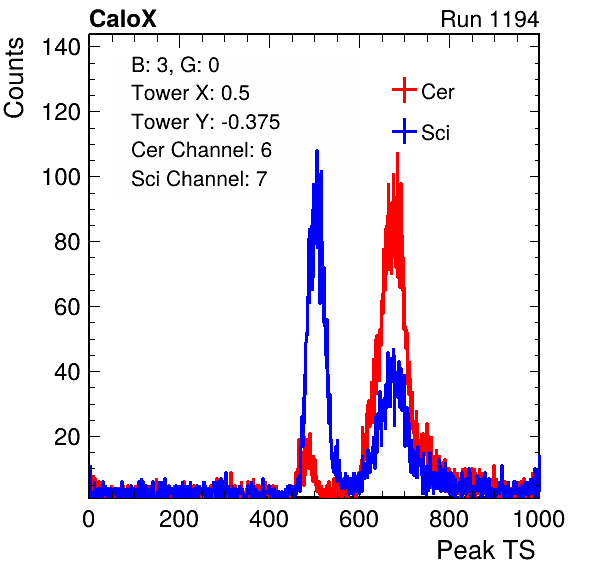 CaloX Run 1194
Counts
140
120
100
80
60
40
20
B: 3, G: 0
Tower X: 0.5
Tower Y: -0.375
Cer Channel: 6
Sci Channel: 7
Cer
Sci
0 200 400 600 800 1000
Peak TS